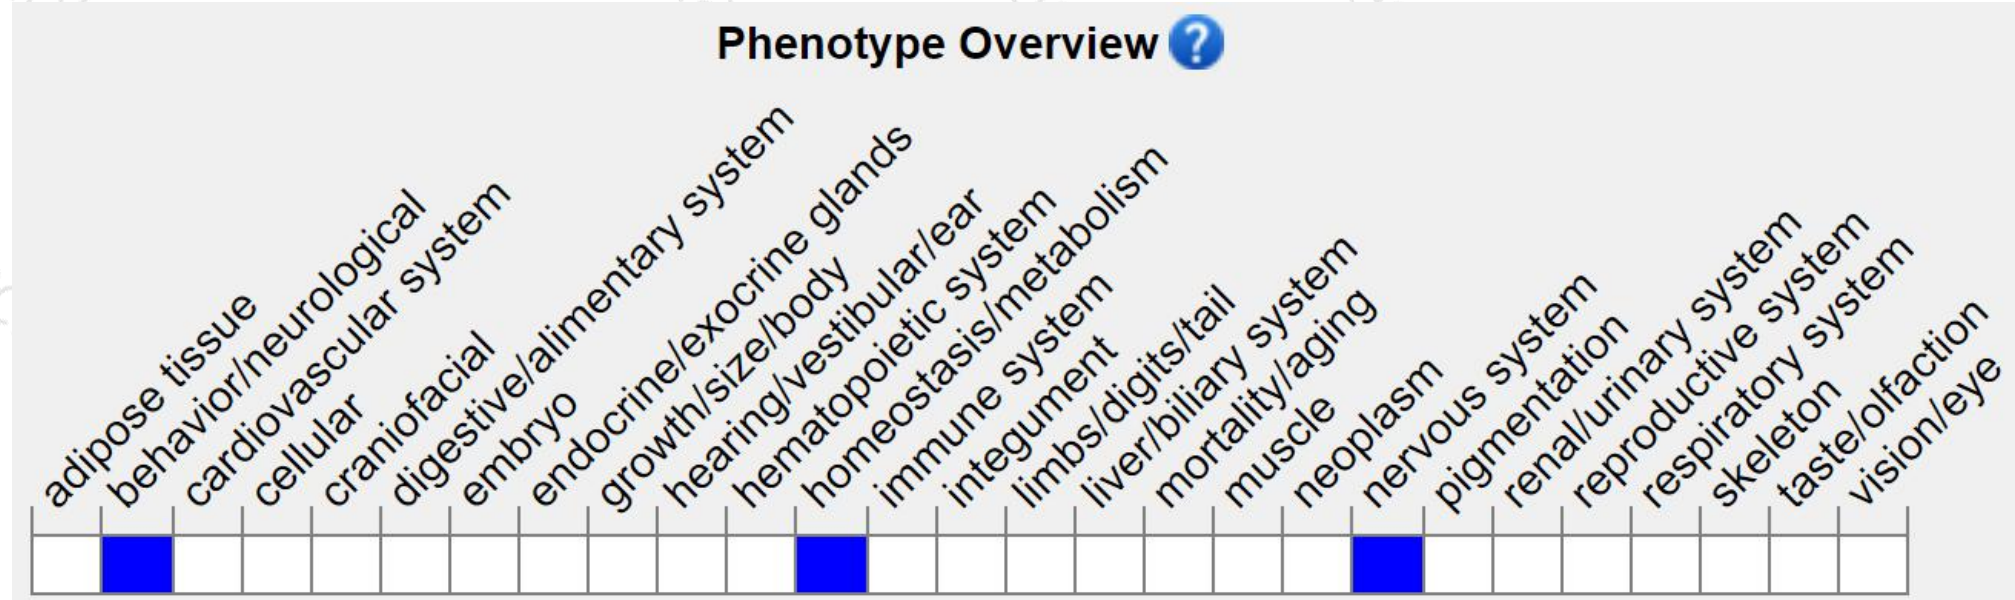 Phenotype Overview ?
adipose tissue
behavior/neurological
cardiovascular system
cellular
craniofacial
digestive/alimentary system
embryo
endocrine/exocrine glands
growth/size/body
hearing/vestibular/ear
hematopoietic system
homeostasis/metabolism
immune system
integument
limbs/digits/tail
liver/biliary system
mortality/aging
muscle
neoplasm
nervous system
pigmentation
renal/urinary system
reproductive system
respiratory system
skeleton
taste/olfaction
vision/eye